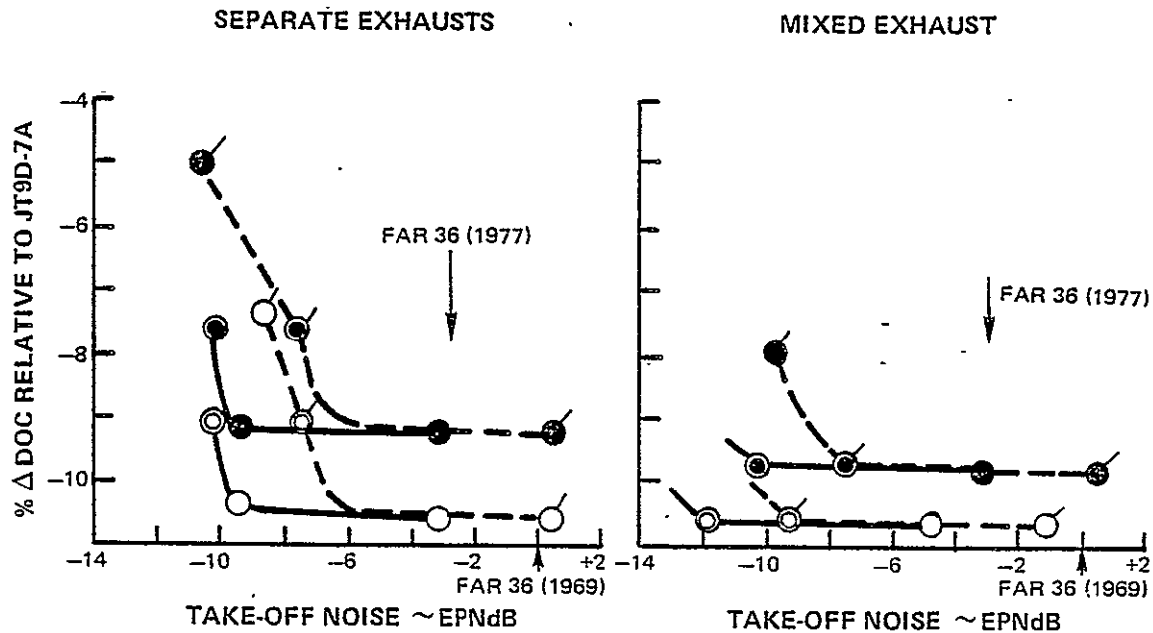 SEPARATE EXHAUSTS
MIXED EXHAUST
% Δ DOC RELATIVE TO JT9D-7A
−4
−6
−8
−10
FAR 36 (1977)
FAR 36 (1977)
−14
−10
−6
−2
+2
FAR 36 (1969)
TAKE-OFF NOISE ~EPNdB
−14
−10
−6
−2
+2
FAR 36 (1969)
TAKE-OFF NOISE ~EPNdB